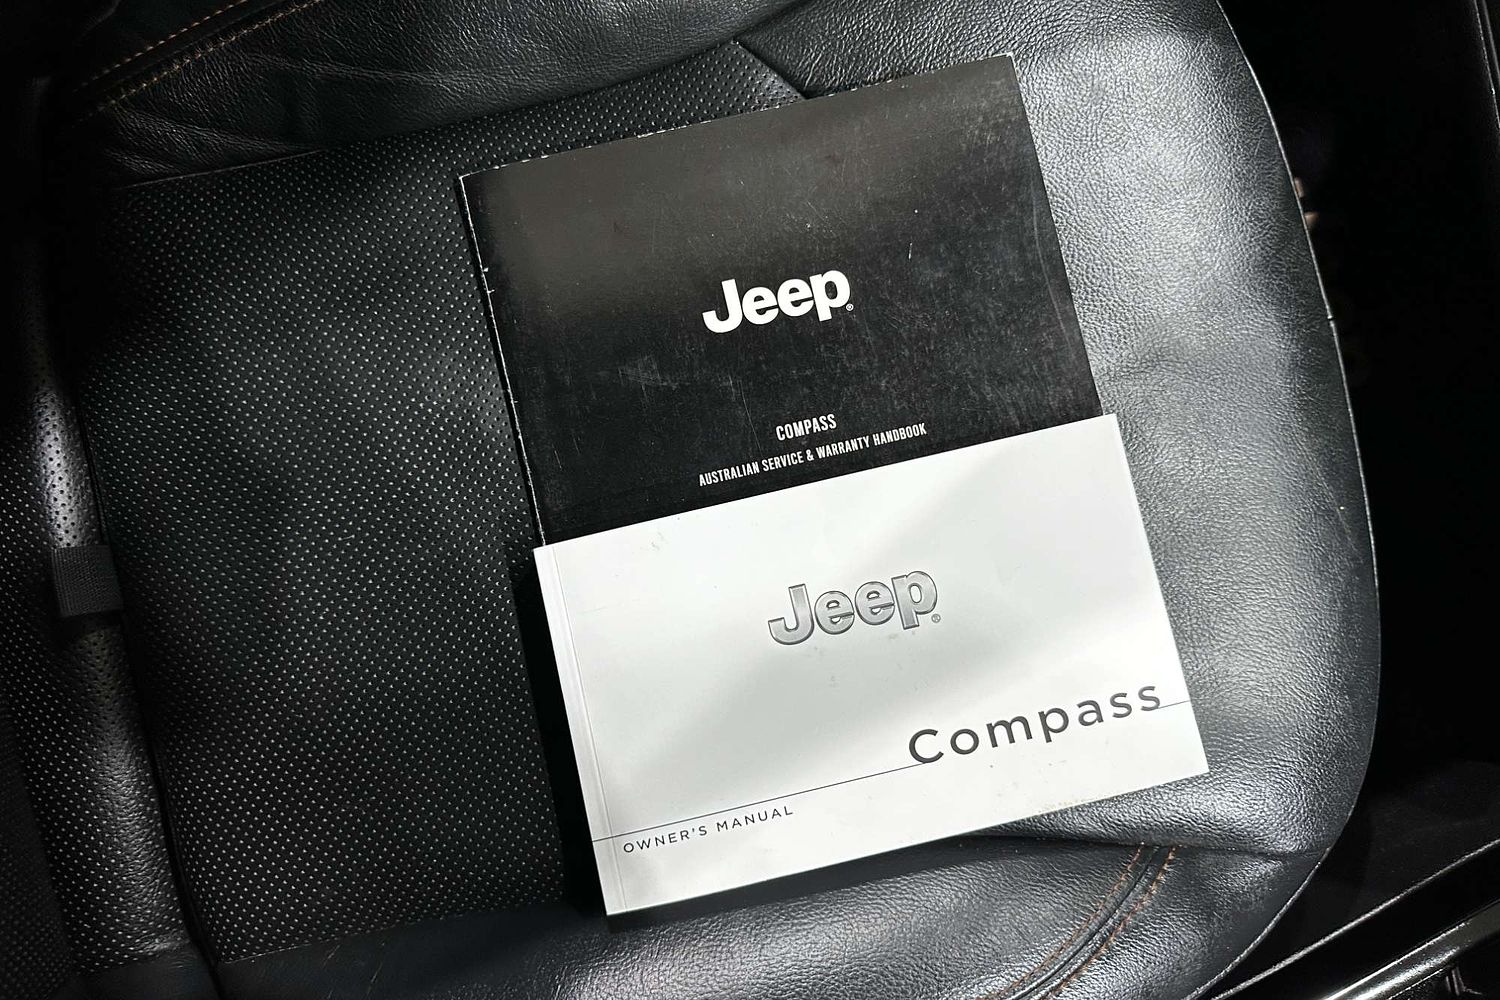 Jeep®
COMPASS
AUSTRALIAN SERVICE & WARRANTY HANDBOOK
Jeep®
Compass
OWNER'S MANUAL